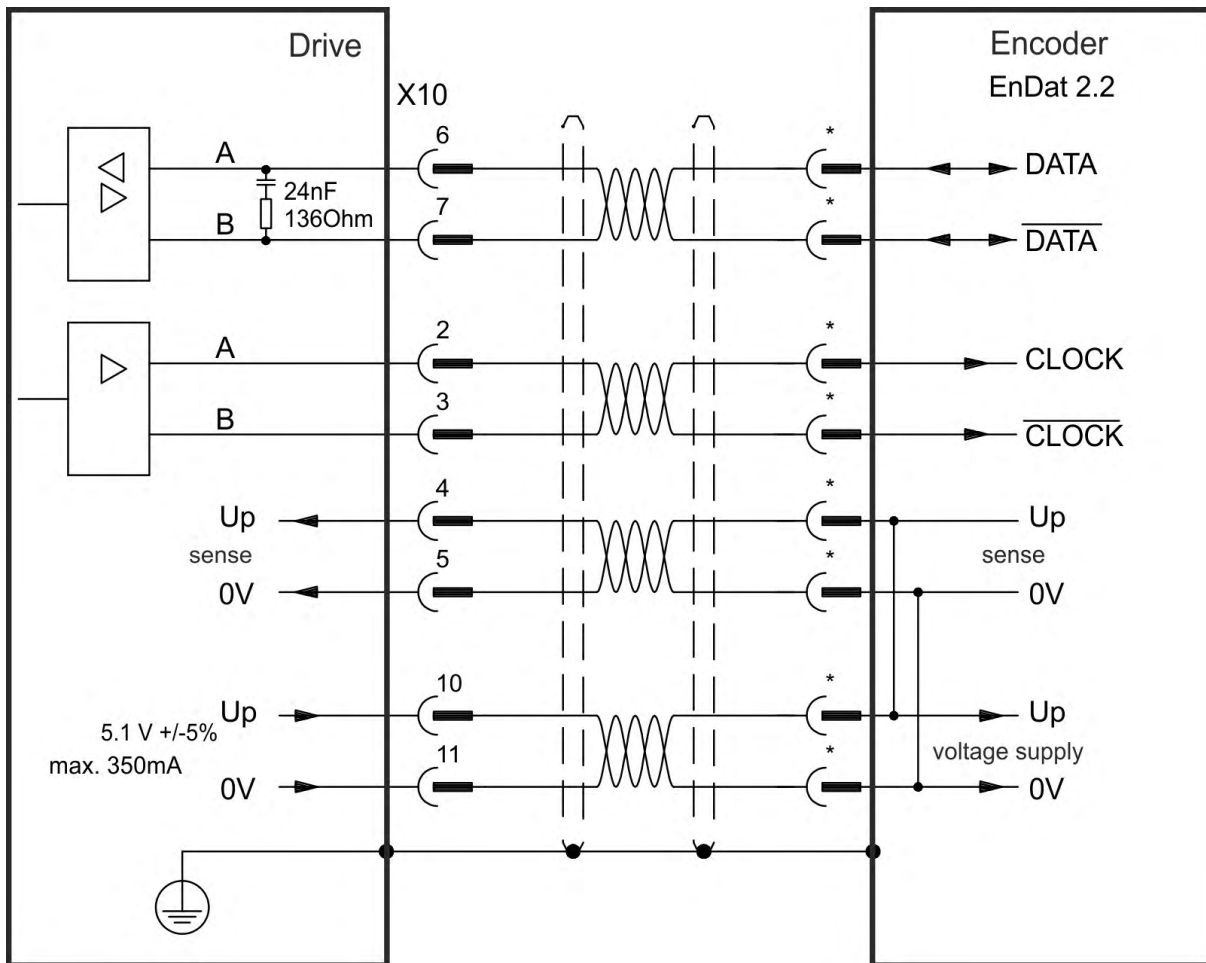 Drive
Encoder
EnDat 2.2
X10
A
6
*
DATA
24nF
136Ohm
B
7
*
DATA
A
2
*
CLOCK
B
3
*
CLOCK
Up
4
*
Up
sense
sense
0V
5
*
0V
Up
10
*
Up
5.1 V +/-5%
voltage supply
max. 350mA
0V
11
*
0V